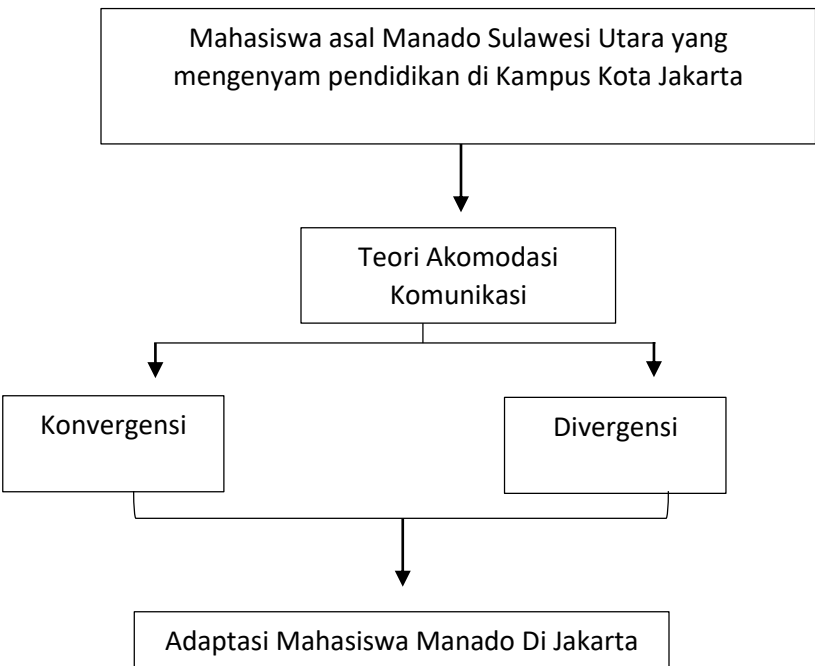 Mahasiswa asal Manado Sulawesi Utara yang
mengenyam pendidikan di Kampus Kota Jakarta
Teori Akomodasi
Komunikasi
Konvergensi
Divergensi
Adaptasi Mahasiswa Manado Di Jakarta